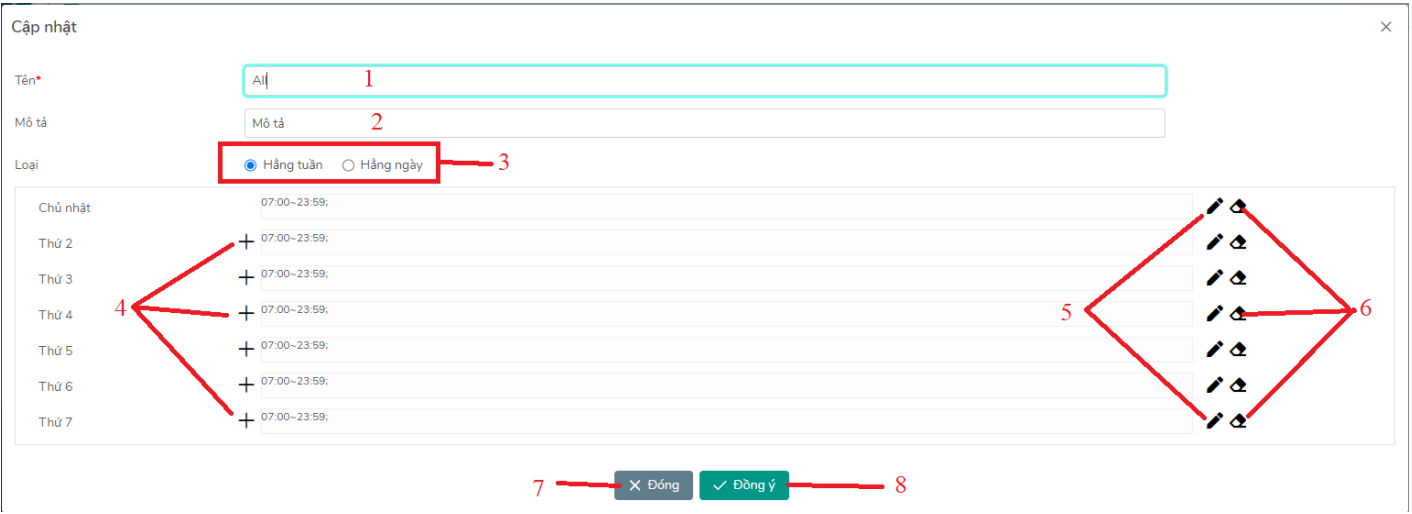 Cập nhật
Tên* All 1
Mô tả Mô tả 2
Loại Hằng tuần Hằng ngày 3
Chủ nhật 07:00~23:59;
Thứ 2 07:00~23:59;
Thứ 3 07:00~23:59;
4 Thứ 4 07:00~23:59; 5 6
Thứ 5 07:00~23:59;
Thứ 6 07:00~23:59;
Thứ 7 07:00~23:59;
7 Đóng Đồng ý 8